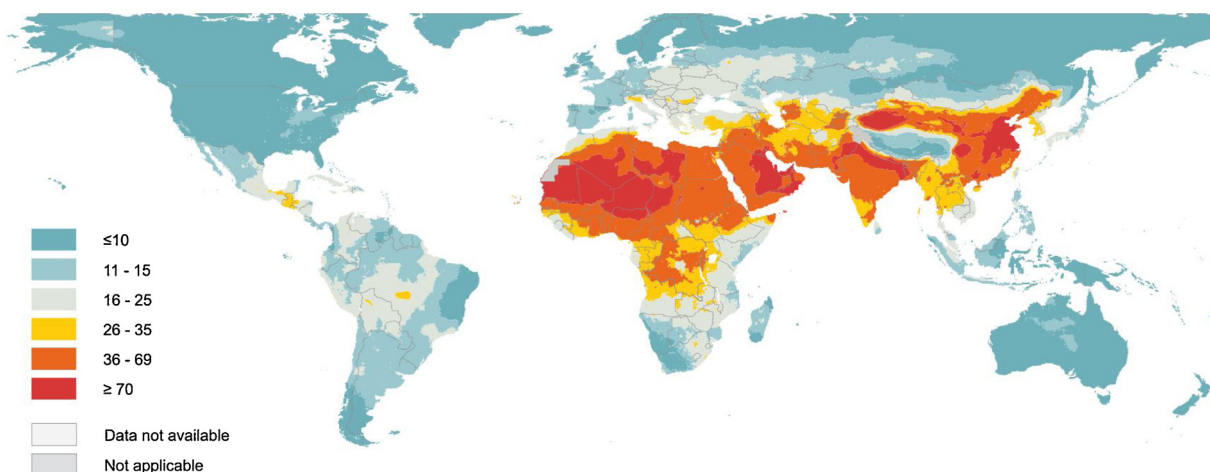 ≤10
11 - 15
16 - 25
26 - 35
36 - 69
≥ 70
Data not available
Not applicable